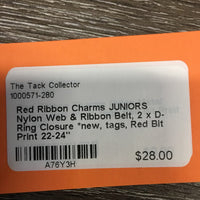 The Tack Collector
1000571-280
Red Ribbon Charms JUNIORS
Nylon Web & Ribbon Belt, 2 x D-
Ring Closure *new, tags, Red Bit
Print 22-24"
A76Y3H
$28.00